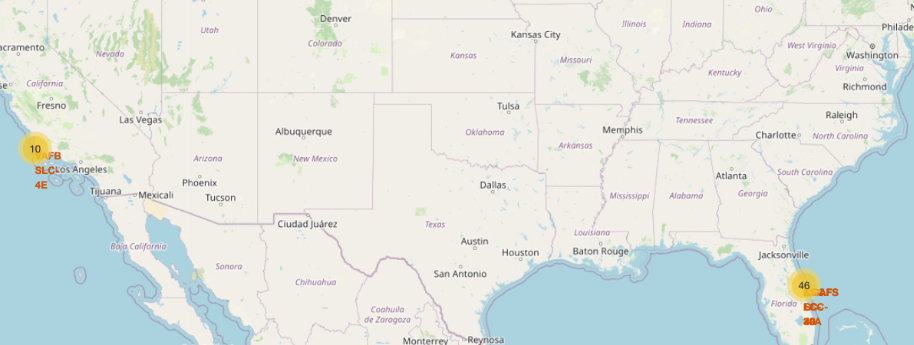 Ohio
Denver
Utah
Kansas City
Illinois
Indiana
Philade
acramento
Nevada
Colorado
West Virginia
Washington
Kansas
Missouri
Kentucky
Virginia
California
Richmond
Fresno
Las Vegas
Tulsa
Raleigh
Albuquerque
Oklahoma
Memphis
Tennessee
Charlotte
North Carolina
10
VAFB
SLC-
4E
Los Angeles
Arizona
New Mexico
Arkansas
Atlanta
South Carolina
Phoenix
Dallas
Tijuana
Mexicali
Tucson
Mississippi
Alabama
Georgia
Ciudad Juárez
Texas
Louisiana
Baja California
Austin
Houston
Baton Rouge
Jacksonville
Sonora
San Antonio
Chihuahua
46
Florida
Coahuila
de Zaragoza
Monterrey
Reynosa